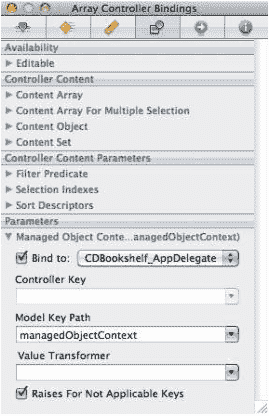 Array Controller Bindings
Availability
Editable
Controller Content
Content Array
Content Array For Multiple Selection
Content Object
Content Set
Controller Content Parameters
Filter Predicate
Selection Indexes
Sort Descriptors
Parameters
Managed Object Conte...anagedObjectContext)
Bind to: CDBookshelf_AppDelegate
Controller Key
Model Key Path
managedObjectContext
Value Transformer
Raises For Not Applicable Keys